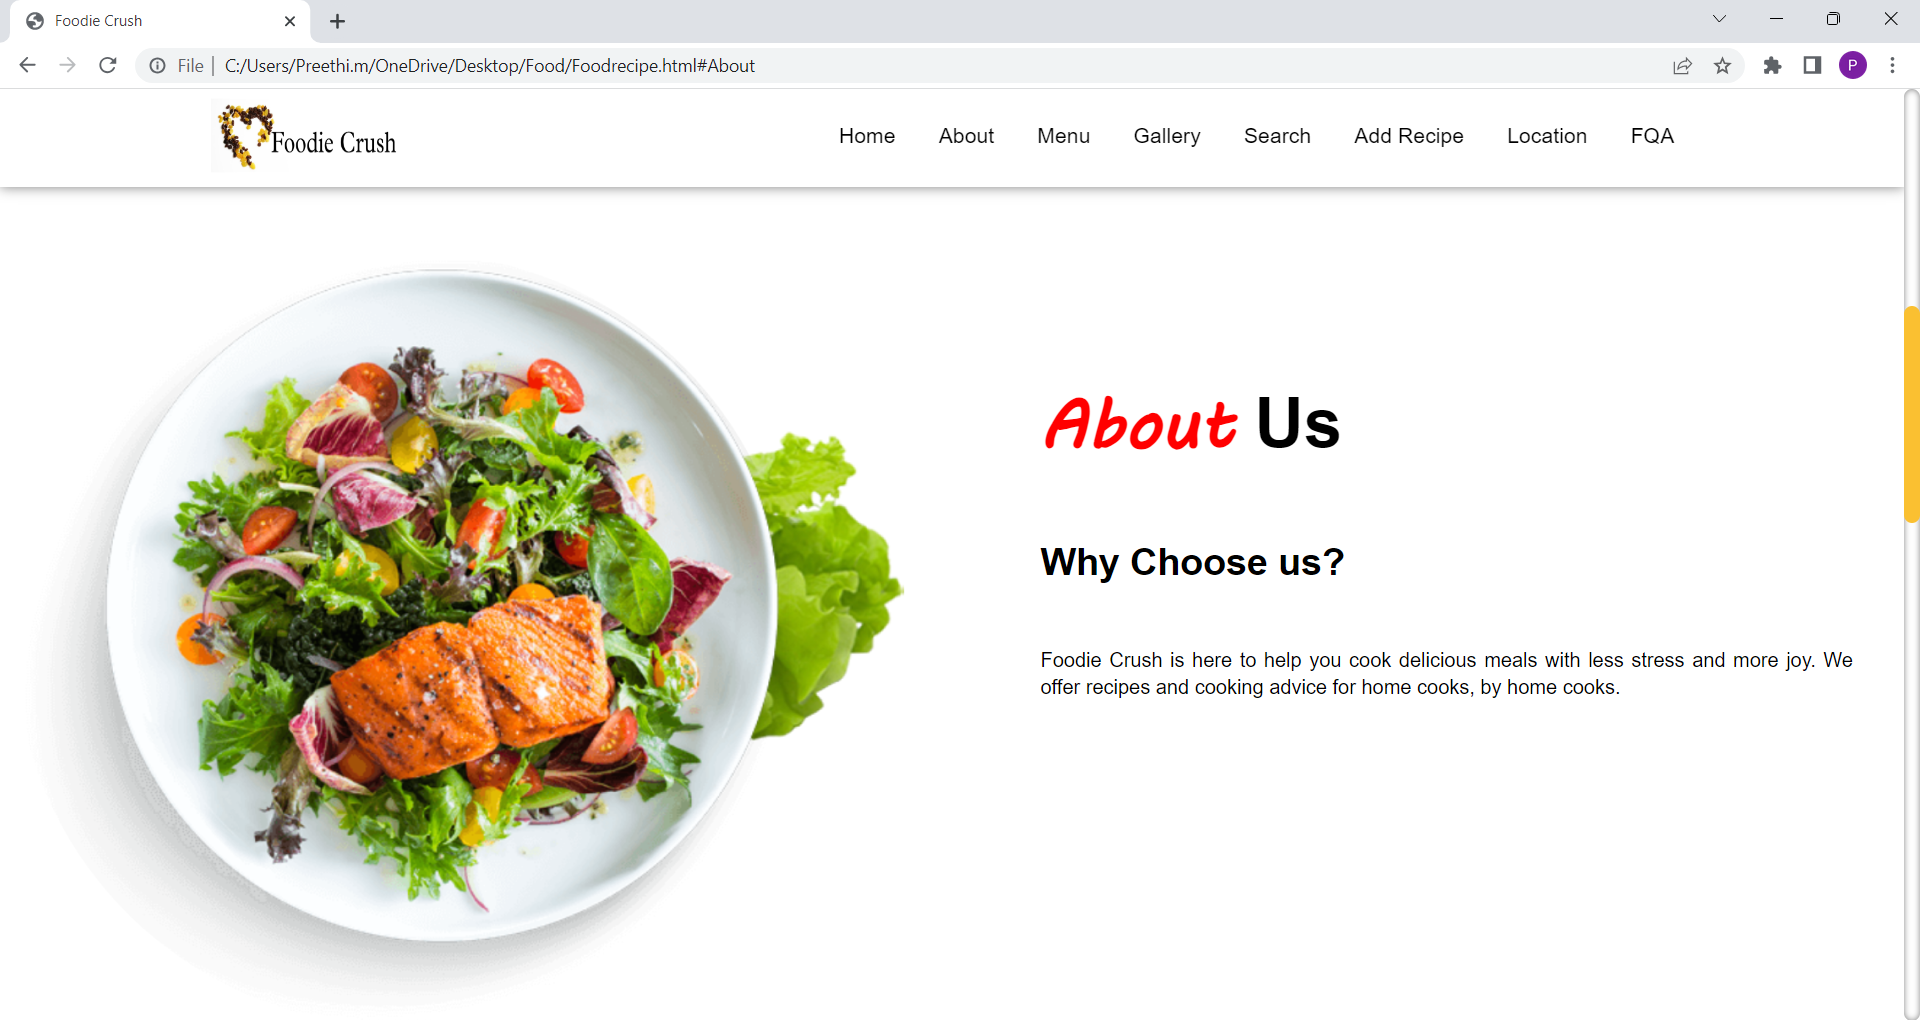 Foodie Crush
File
C:/Users/Preethi.m/OneDrive/Desktop/Food/Foodrecipe.html#About
P
Foodie Crush
Home
About
Menu
Gallery
Search
Add Recipe
Location
FQA
About Us
Why Choose us?
Foodie Crush is here to help you cook delicious meals with less stress and more joy. We
offer recipes and cooking advice for home cooks, by home cooks.